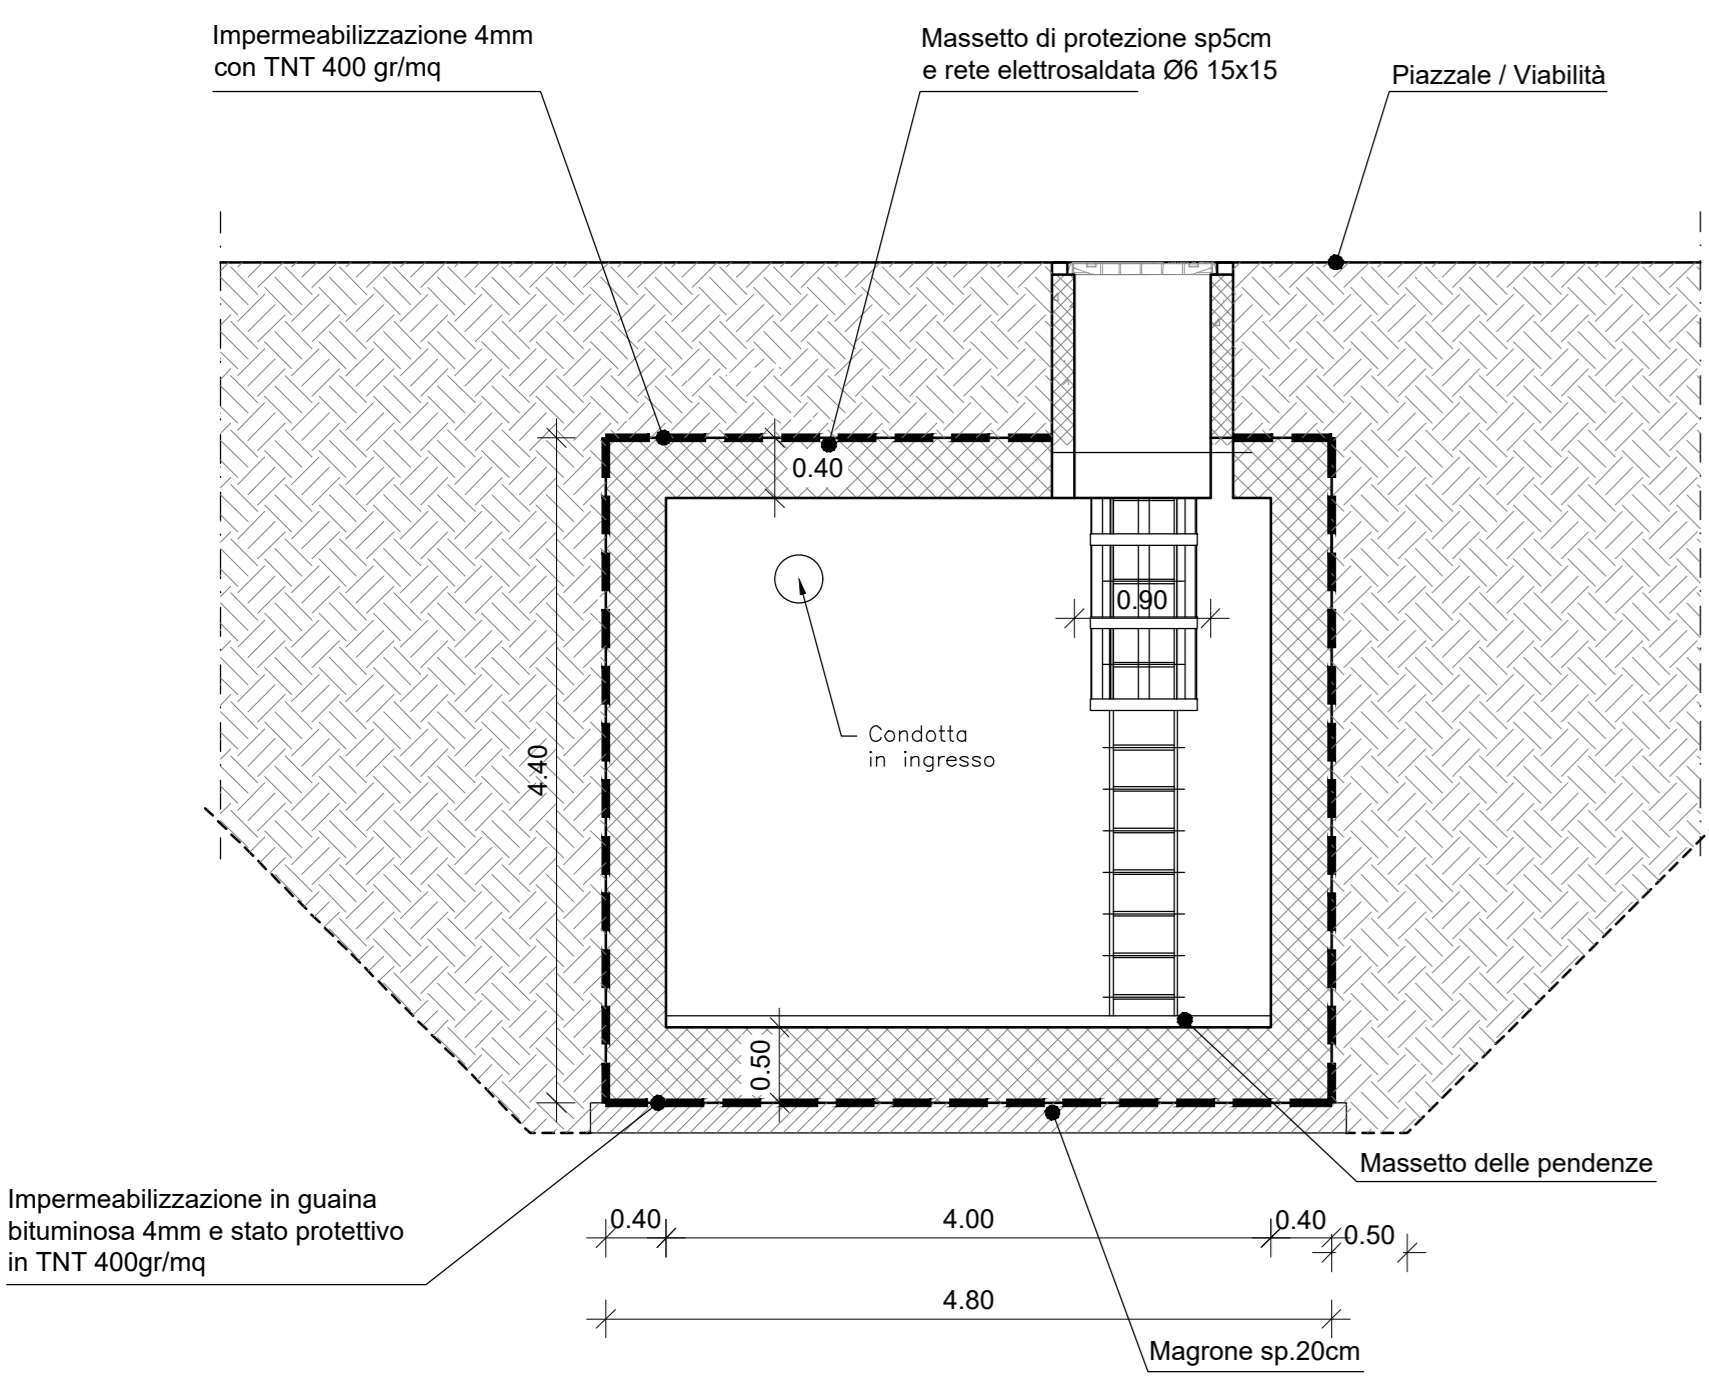 Impermeabilizzazione 4mm
con TNT 400 gr/mq
Massetto di protezione sp5cm
e rete elettrosaldata Ø6 15x15
Piazzale / Viabilità
0.40
0.90
Condotta
in ingresso
4.40
0.50
Massetto delle pendenze
Impermeabilizzazione in guaina
bituminosa 4mm e stato protettivo
in TNT 400gr/mq
0.40
4.00
0.40
0.50
4.80
Magrone sp.20cm